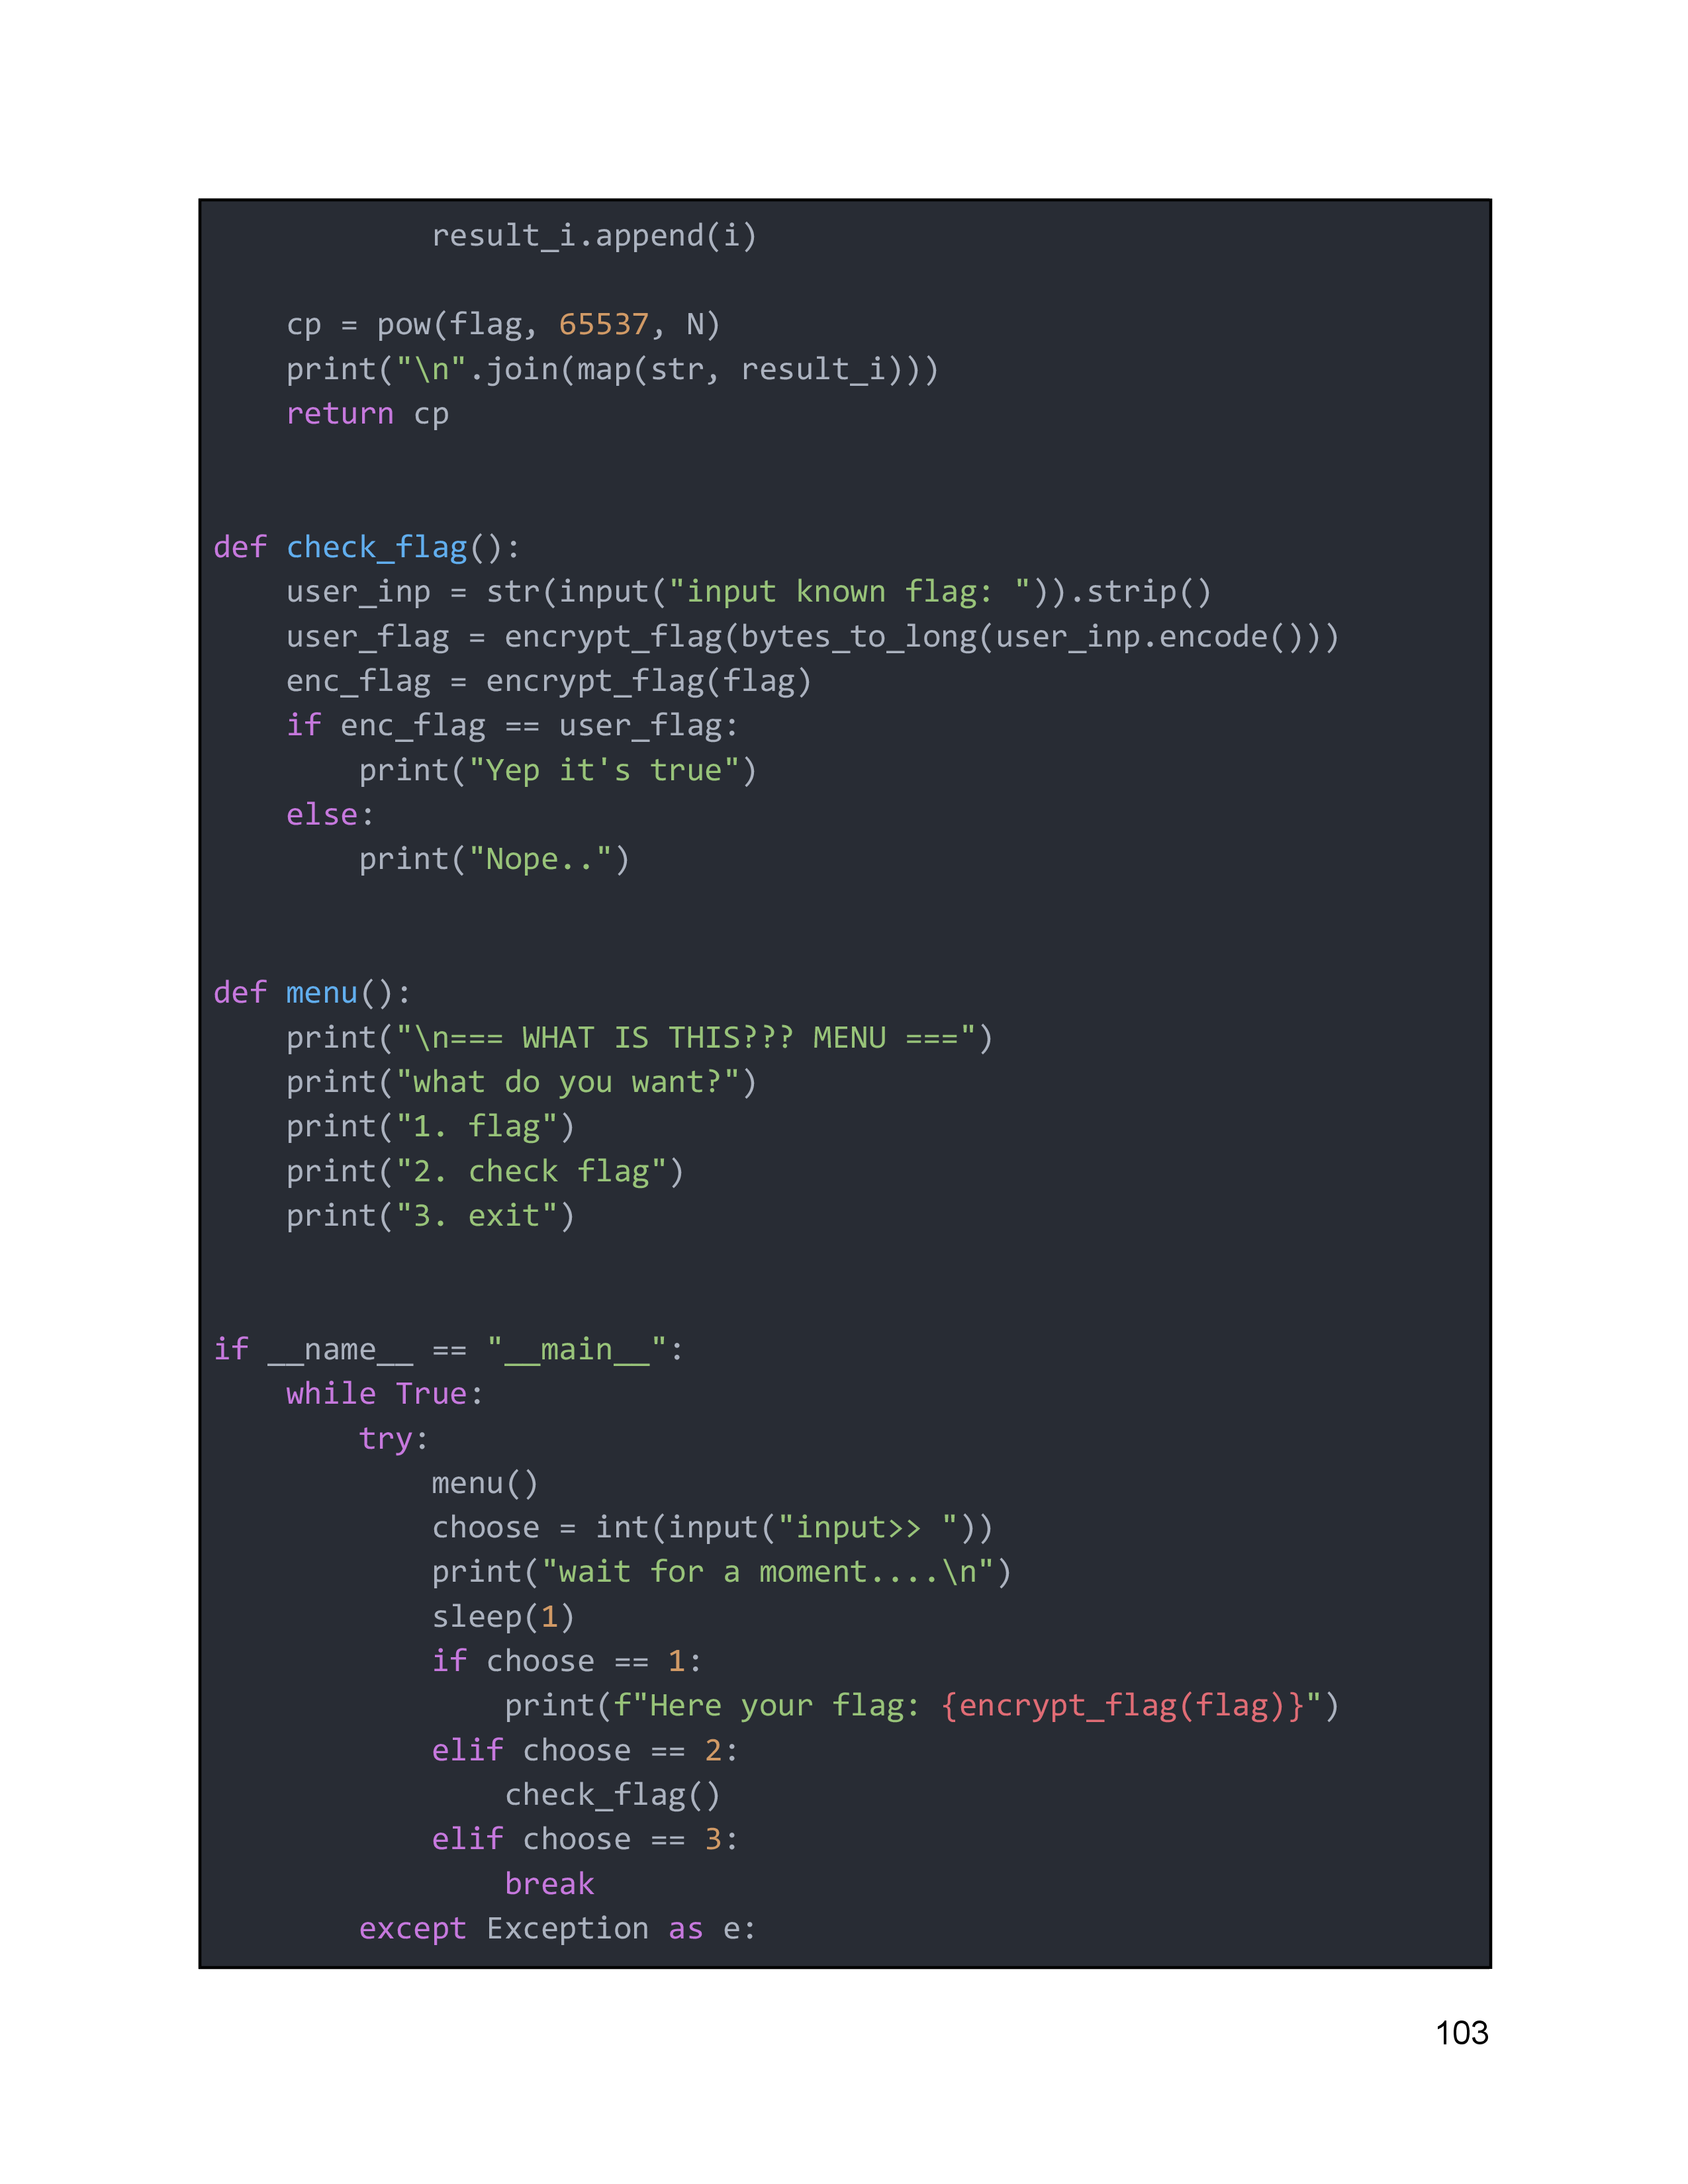 result_i.append(i)

    cp = pow(flag, 65537, N)
    print("\n".join(map(str, result_i)))
    return cp


def check_flag():
    user_inp = str(input("input known flag: ")).strip()
    user_flag = encrypt_flag(bytes_to_long(user_inp.encode()))
    enc_flag = encrypt_flag(flag)
    if enc_flag == user_flag:
        print("Yep it's true")
    else:
        print("Nope..")


def menu():
    print("\n=== WHAT IS THIS??? MENU ===")
    print("what do you want?")
    print("1. flag")
    print("2. check flag")
    print("3. exit")


if __name__ == "__main__":
    while True:
        try:
            menu()
            choose = int(input("input>> "))
            print("wait for a moment....\n")
            sleep(1)
            if choose == 1:
                print(f"Here your flag: {encrypt_flag(flag)}")
            elif choose == 2:
                check_flag()
            elif choose == 3:
                break
        except Exception as e:
103